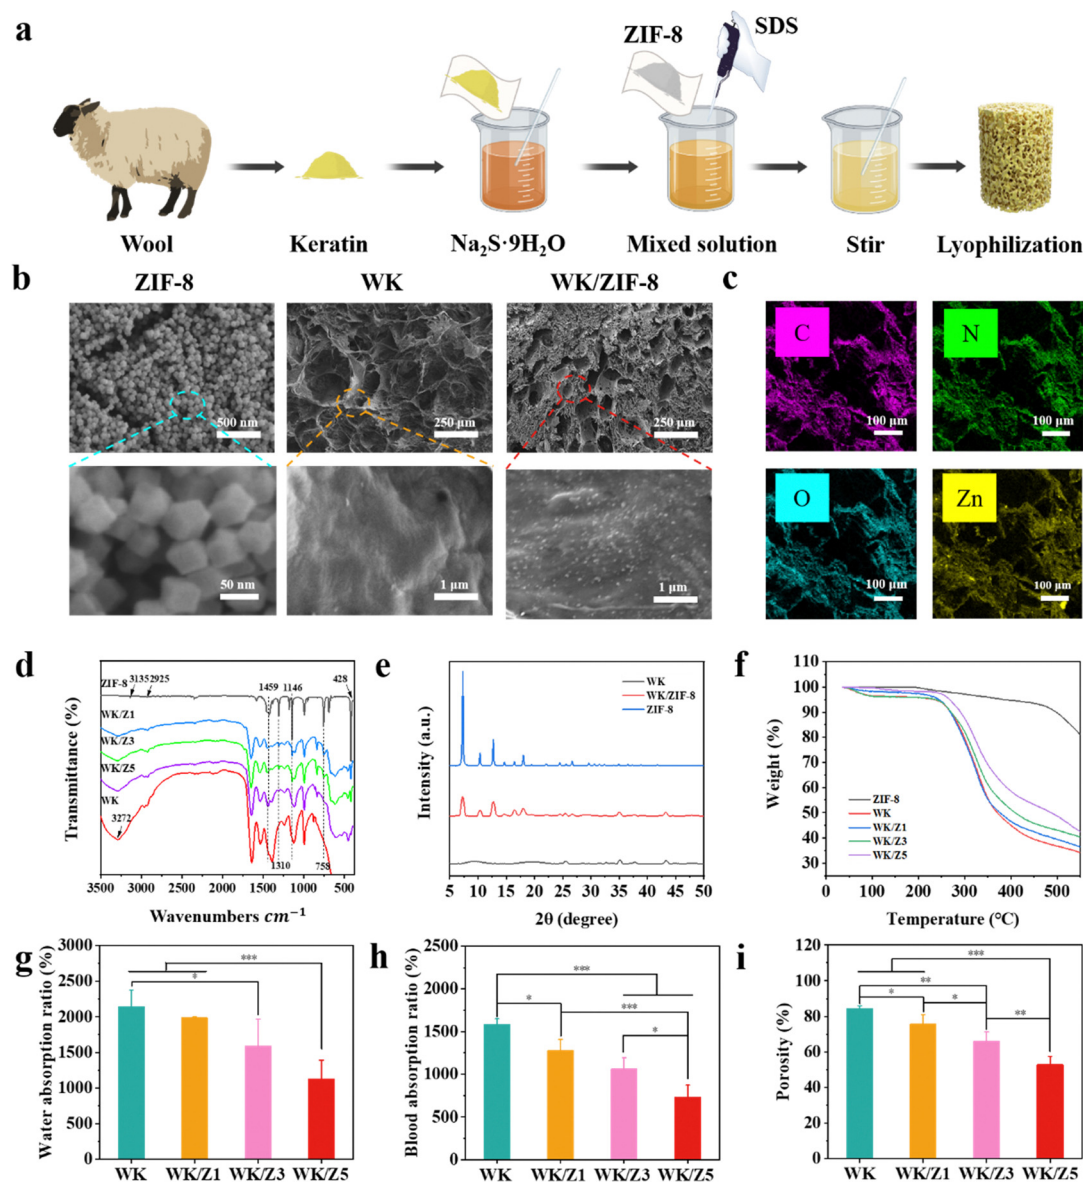 a
ZIF-8
SDS
Wool
Keratin
Na₂S·9H₂O
Mixed solution
Stir
Lyophilization
b
ZIF-8
WK
WK/ZIF-8
500 nm
250 μm
250 μm
50 nm
1 μm
1 μm
c
C
N
100 μm
100 μm
O
Zn
100 μm
100 μm
d
ZIF-8
3135
2925
1459
1146
428
WK/Z1
WK/Z3
WK/Z5
WK
3272
1310
758
3500 3000 2500 2000 1500 1000 500
Transmittance (%)
Wavenumbers cm⁻¹
e
WK
WK/ZIF-8
ZIF-8
Intensity (a.u.)
5 10 15 20 25 30 35 40 45 50
2θ (degree)
f
110
100
90
80
70
60
50
40
30
Weight (%)
ZIF-8
WK
WK/Z1
WK/Z3
WK/Z5
0 100 200 300 400 500
Temperature (°C)
g
3000
2500
2000
1500
1000
500
0
Water absorption ratio (%)
***
*
WK WK/Z1 WK/Z3 WK/Z5
h
2500
2000
1500
1000
500
0
Blood absorption ratio (%)
***
* ***
*
WK WK/Z1 WK/Z3 WK/Z5
i
120
100
80
60
40
20
0
Porosity (%)
***
**
* *
**
WK WK/Z1 WK/Z3 WK/Z5